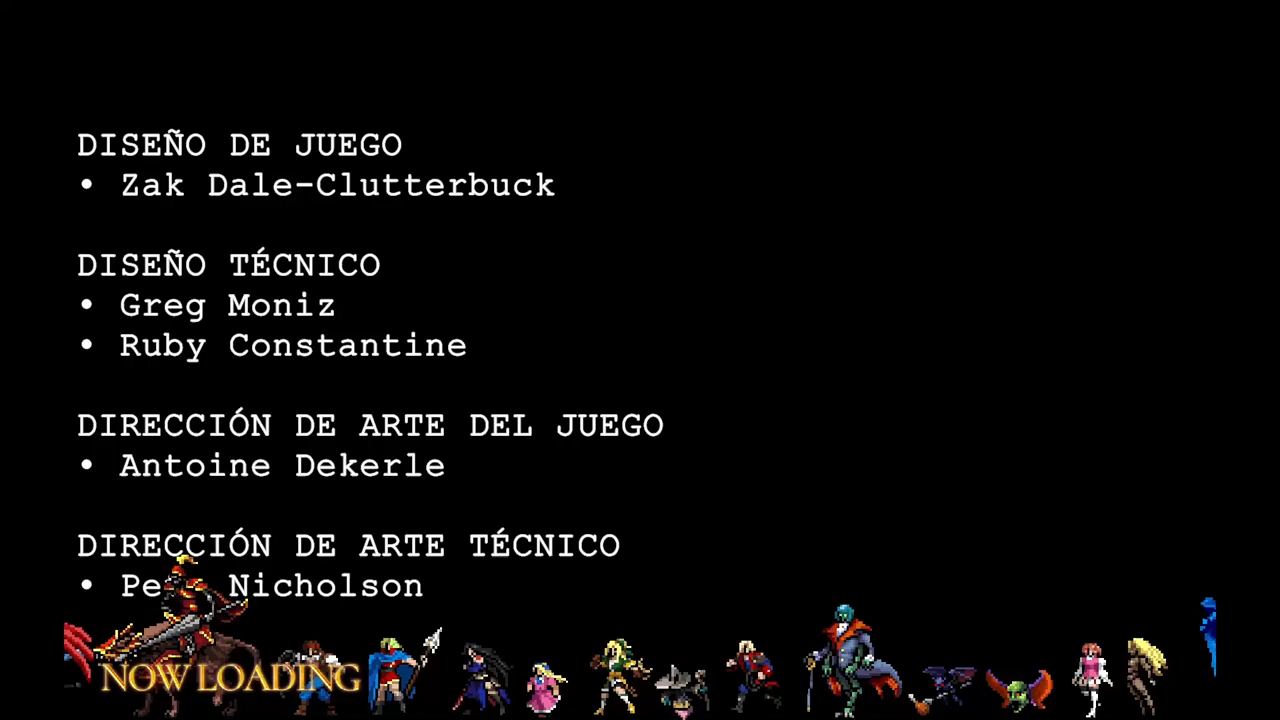 DISEÑO DE JUEGO
• Zak Dale-Clutterbuck
DISEÑO TÉCNICO
• Greg Moniz
• Ruby Constantine
DIRECCIÓN DE ARTE DEL JUEGO
• Antoine Dekerle
DIRECCIÓN DE ARTE TÉCNICO
• Nicholson
NOW LOADING